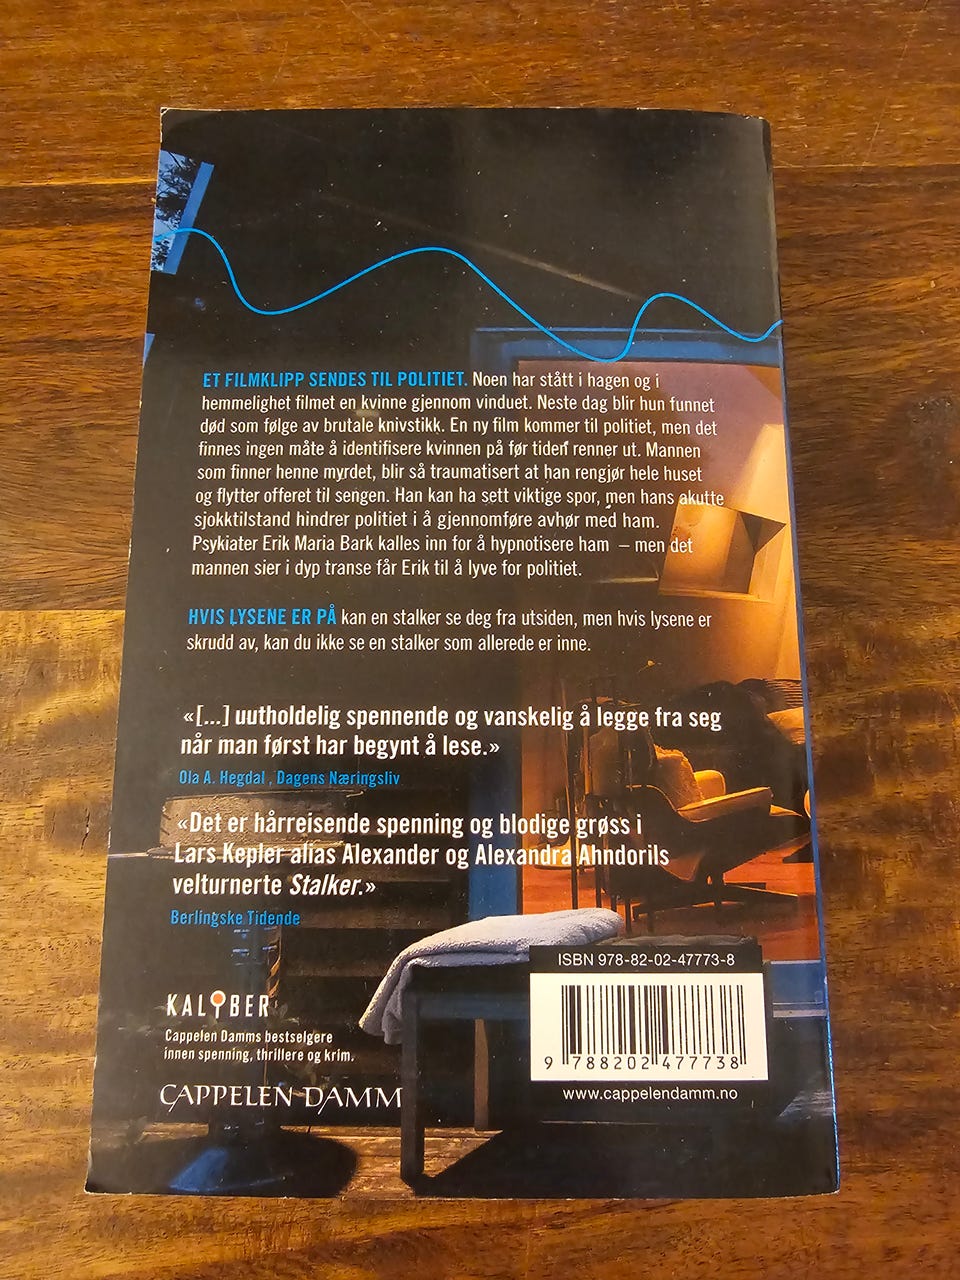 ET FILMKLIPP SENDES TIL POLITIET. Noen har stått i hagen og i
hemmelighet filmet en kvinne gjennom vinduet. Neste dag blir hun funnet
død som følge av brutale knivstikk. En ny film kommer til politiet, men det
finnes ingen måte å identifisere kvinnen på før tiden renner ut. Mannen
som finner henne myrdet, blir så traumatisert at han rengjør hele huset
og flytter offeret til sengen. Han kan ha sett viktige spor, men hans akutte
sjokktilstand hindrer politiet i å gjennomføre avhør med ham.
Psykiater Erik Maria Bark kalles inn for å hypnotisere ham – men det
mannen sier i dyp transe får Erik til å lyve for politiet.
HVIS LYSENE ER PÅ kan en stalker se deg fra utsiden, men hvis lysene er
skrudd av, kan du ikke se en stalker som allerede er inne.
«[...] uutholdelig spennende og vanskelig å legge fra seg
når man først har begynt å lese.»
Ola A. Hegdal , Dagens Næringsliv
«Det er hårreisende spenning og blodige grøss i
Lars Kepler alias Alexander og Alexandra Ahndorils
velturnerte Stalker.»
Berlingske Tidende
KALIBER
Cappelen Damms bestselgere
innen spenning, thrillere og krim.
CAPPELEN DAMM
ISBN 978-82-02-47773-8
9 788202 477738
www.cappelendamm.no